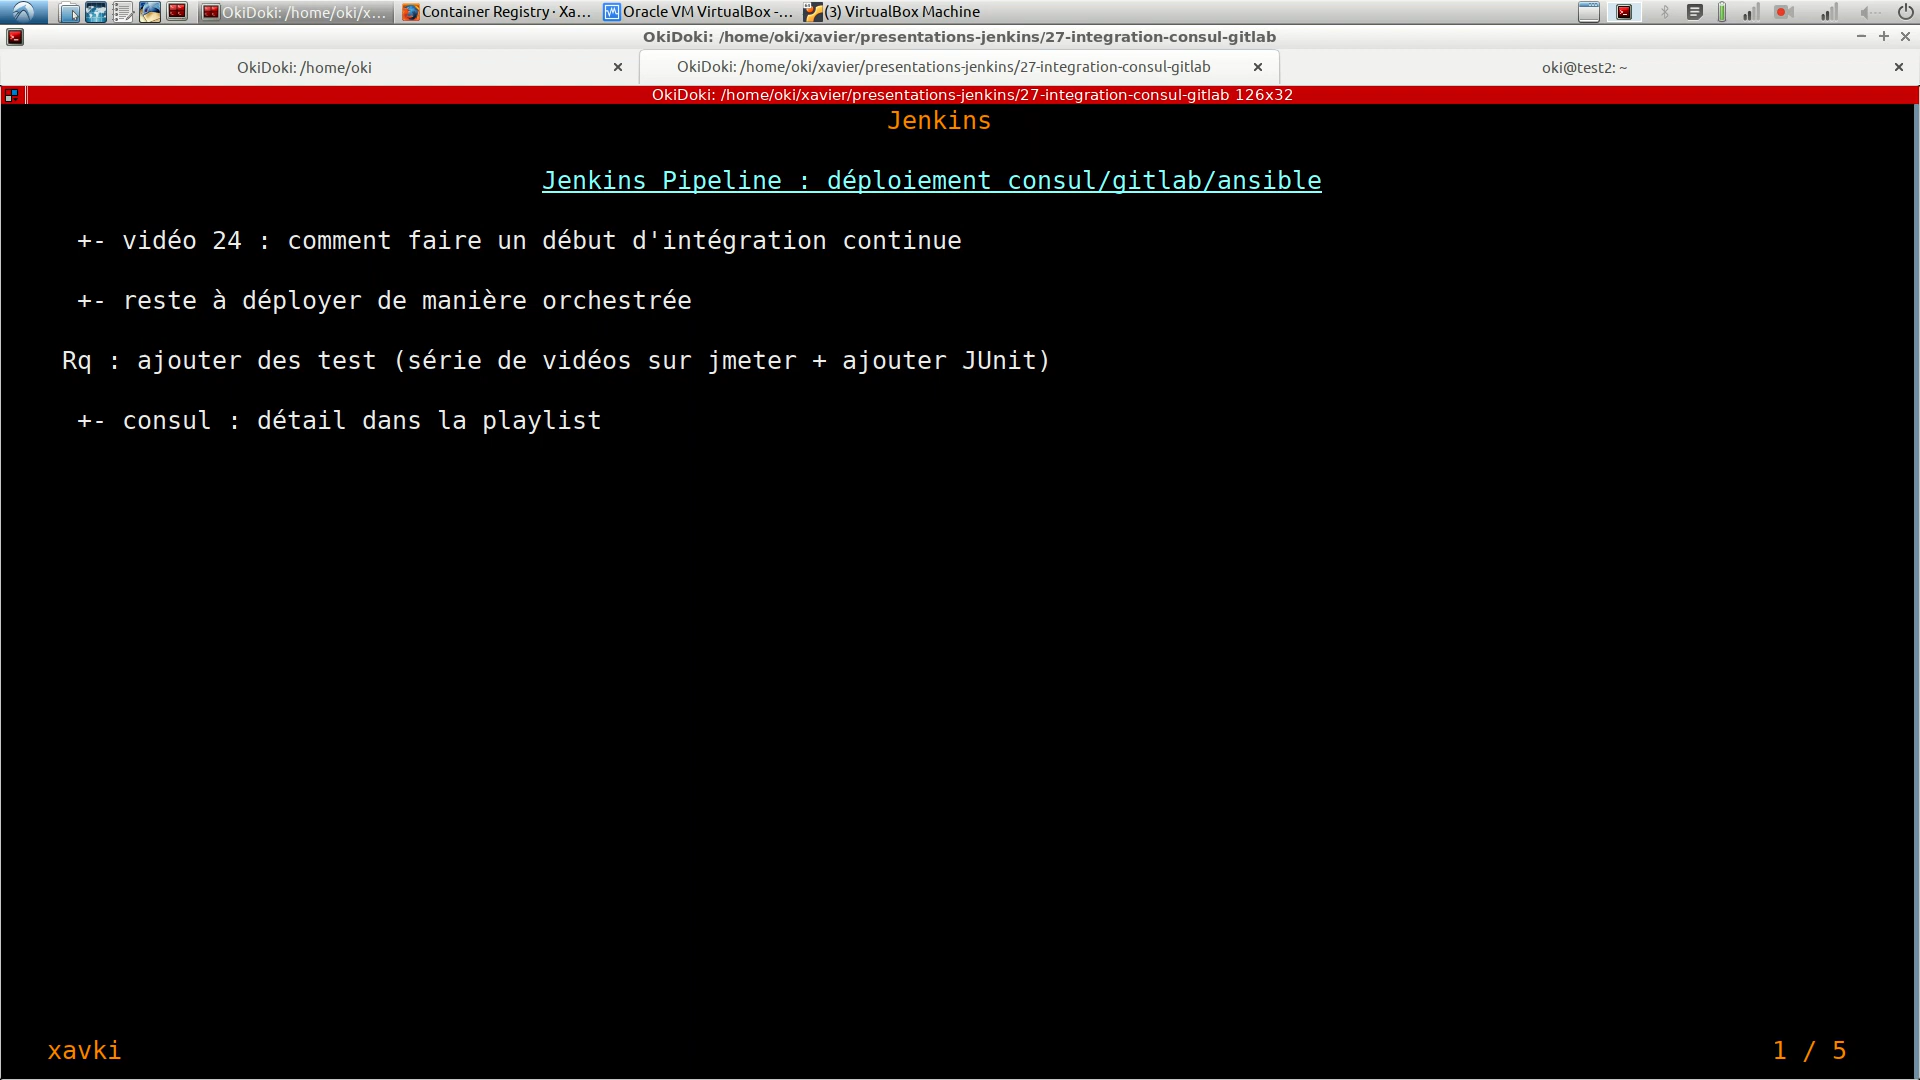 OkiDoki: /home/oki/x...
Container Registry · Xa...
Oracle VM VirtualBox -...
(3) VirtualBox Machine
OkiDoki: /home/oki/xavier/presentations-jenkins/27-integration-consul-gitlab
OkiDoki: /home/oki
OkiDoki: /home/oki/xavier/presentations-jenkins/27-integration-consul-gitlab
oki@test2: ~
OkiDoki: /home/oki/xavier/presentations-jenkins/27-integration-consul-gitlab 126x32
Jenkins
Jenkins Pipeline : déploiement consul/gitlab/ansible
+- vidéo 24 : comment faire un début d'intégration continue
+- reste à déployer de manière orchestrée
Rq : ajouter des test (série de vidéos sur jmeter + ajouter JUnit)
+- consul : détail dans la playlist
xavki
1 / 5